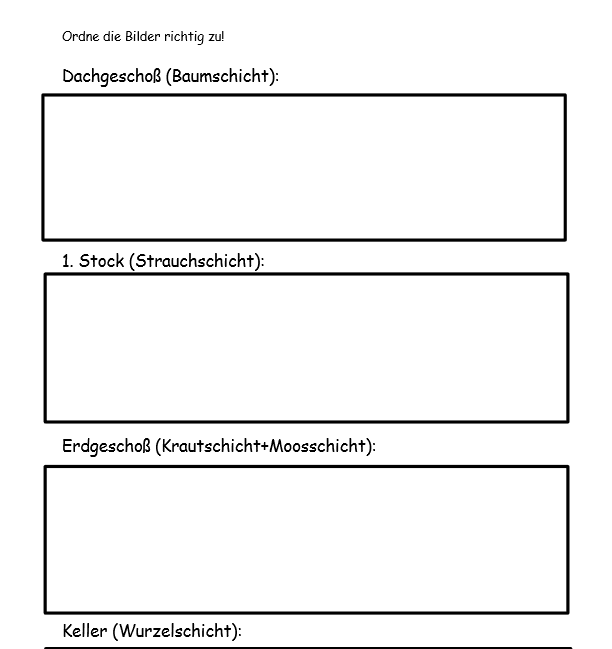 Ordne die Bilder richtig zu!
Dachgeschoß (Baumschicht):
1. Stock (Strauchschicht):
Erdgeschoß (Krautschicht+Moosschicht):
Keller (Wurzelschicht):